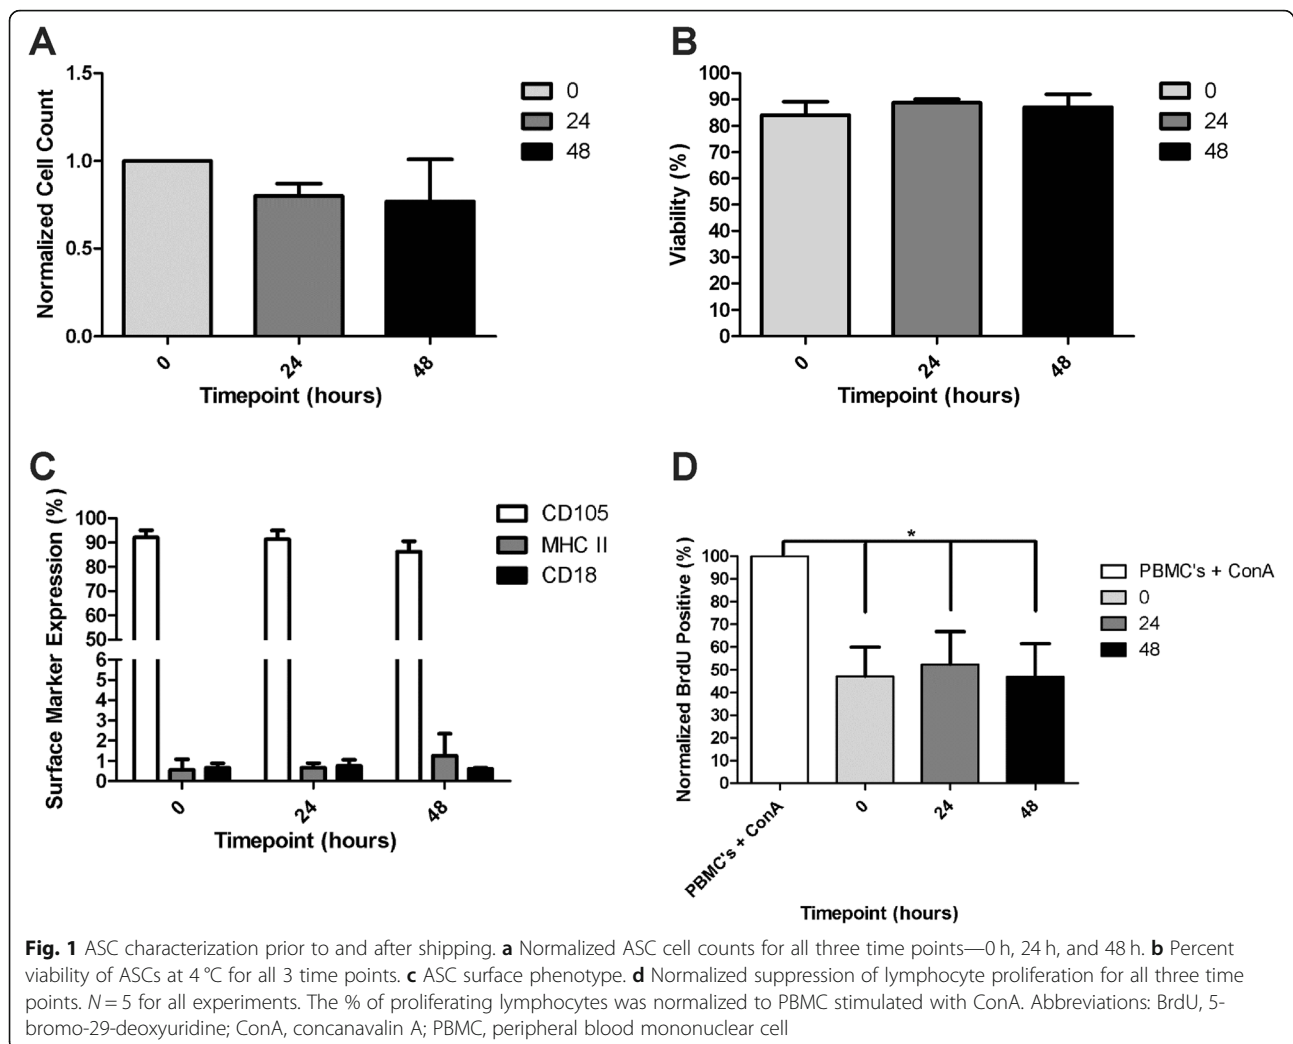 A
1.5
1.0
0.5
0.0
Normalized Cell Count
0
24
48
Timepoint (hours)
0
24
48
B
100
90
80
70
60
50
40
30
20
10
0
Viability (%)
0
24
48
Timepoint (hours)
0
24
48
C
100
90
80
70
60
50
6
5
4
3
2
1
0
Surface Marker Expression (%)
0
24
48
Timepoint (hours)
CD105
MHC II
CD18
D
*
100
90
80
70
60
50
40
30
20
10
0
Normalized BrdU Positive (%)
PBMC's + ConA
0
24
48
Timepoint (hours)
PBMC's + ConA
0
24
48
Fig. 1 ASC characterization prior to and after shipping. a Normalized ASC cell counts for all three time points—0 h, 24 h, and 48 h. b Percent
viability of ASCs at 4 °C for all 3 time points. c ASC surface phenotype. d Normalized suppression of lymphocyte proliferation for all three time
points. N = 5 for all experiments. The % of proliferating lymphocytes was normalized to PBMC stimulated with ConA. Abbreviations: BrdU, 5-
bromo-29-deoxyuridine; ConA, concanavalin A; PBMC, peripheral blood mononuclear cell